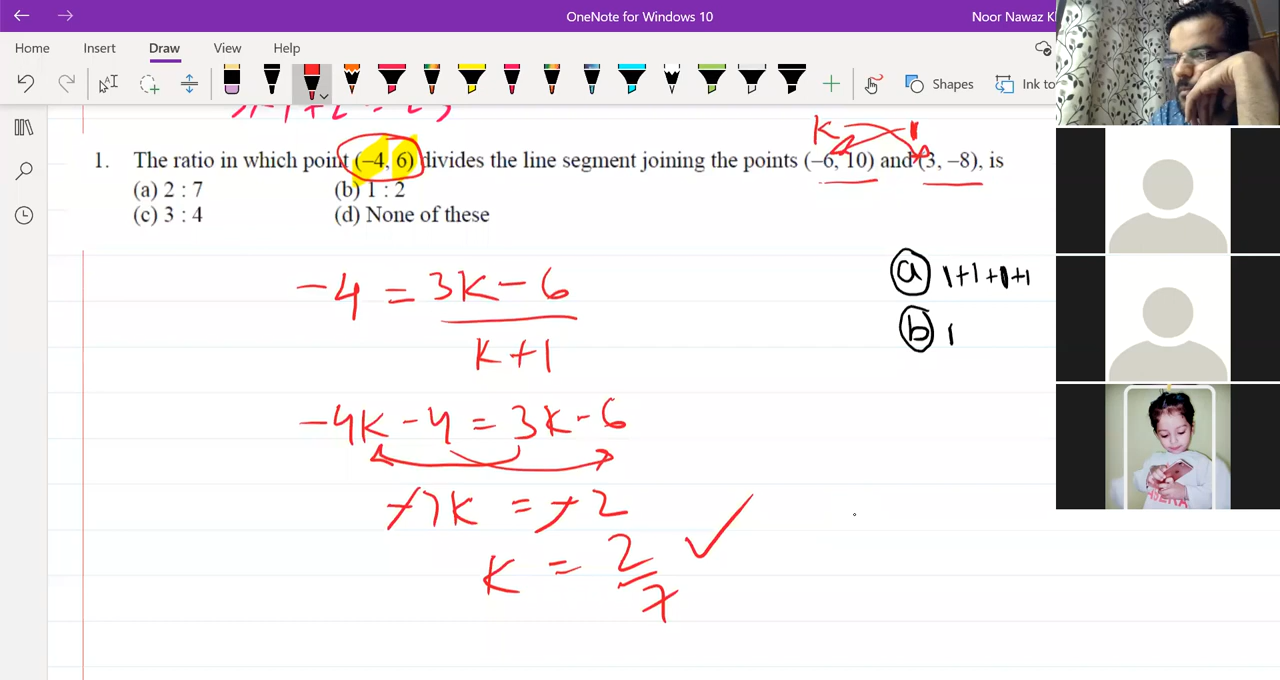 OneNote for Windows 10
Noor Nawaz
Home Insert Draw View Help
Shapes Ink to
1. The ratio in which point (−4, 6) divides the line segment joining the points (−6, 10) and (3, −8), is
K 1
(a) 2 : 7 (b) 1 : 2
(c) 3 : 4 (d) None of these
-4 = 3K - 6
K + 1
a 1+1+1+1
b 1
-4K - 4 = 3K - 6
-7K = -2
K = 2
7